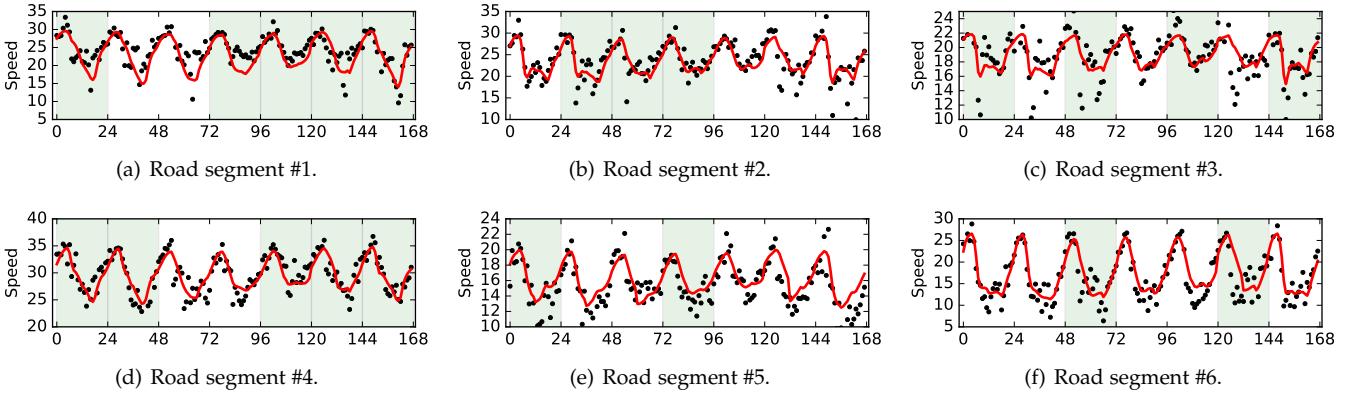 35
30
25
20
15
10
5
Speed
0 24 48 72 96 120 144 168
(a) Road segment #1.
35
30
25
20
15
10
Speed
0 24 48 72 96 120 144 168
(b) Road segment #2.
24
22
20
18
16
14
12
10
Speed
0 24 48 72 96 120 144 168
(c) Road segment #3.
40
35
30
25
20
Speed
0 24 48 72 96 120 144 168
(d) Road segment #4.
24
22
20
18
16
14
12
10
Speed
0 24 48 72 96 120 144 168
(e) Road segment #5.
30
25
20
15
10
5
Speed
0 24 48 72 96 120 144 168
(f) Road segment #6.